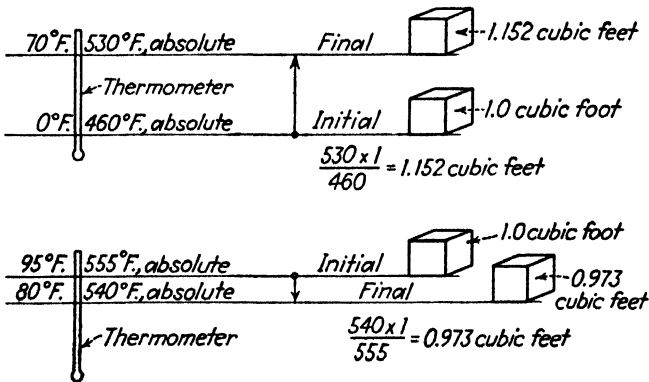 70°F. 530°F., absolute Final 1.152 cubic feet
Thermometer
0°F. 460°F., absolute Initial 1.0 cubic foot
530 x 1
460
= 1.152 cubic feet
1.0 cubic foot
95°F. 555°F., absolute Initial
80°F. 540°F., absolute Final
0.973
cubic feet
Thermometer
540 x 1
555
= 0.973 cubic feet